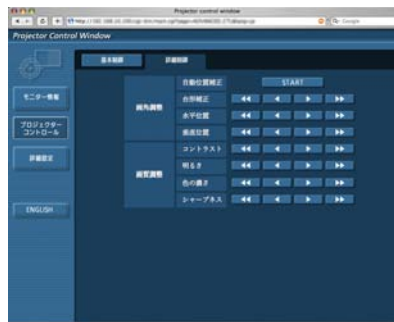 Projector control window
Projector Control Window
基本制御 詳細制御
モニター情報
プロジェクター
コントロール
詳細設定
ENGLISH
画角調整
自動位置補正 START
台形補正
水平位置
垂直位置
画質調整
コントラスト
明るさ
色の濃さ
シャープネス